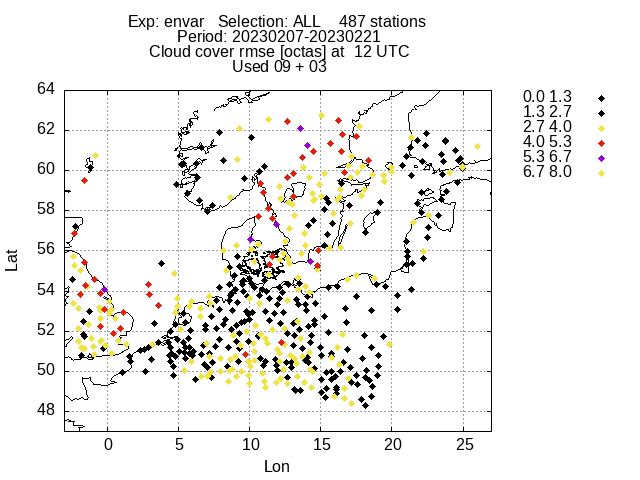 Exp: envar   Selection: ALL    487 stations
Period: 20230207-20230221
Cloud cover rmse [octas] at  12 UTC
Used 09 + 03
0.0 1.3
1.3 2.7
2.7 4.0
4.0 5.3
5.3 6.7
6.7 8.0
64
62
60
58
56
54
52
50
48
Lat
0 5 10 15 20 25
Lon